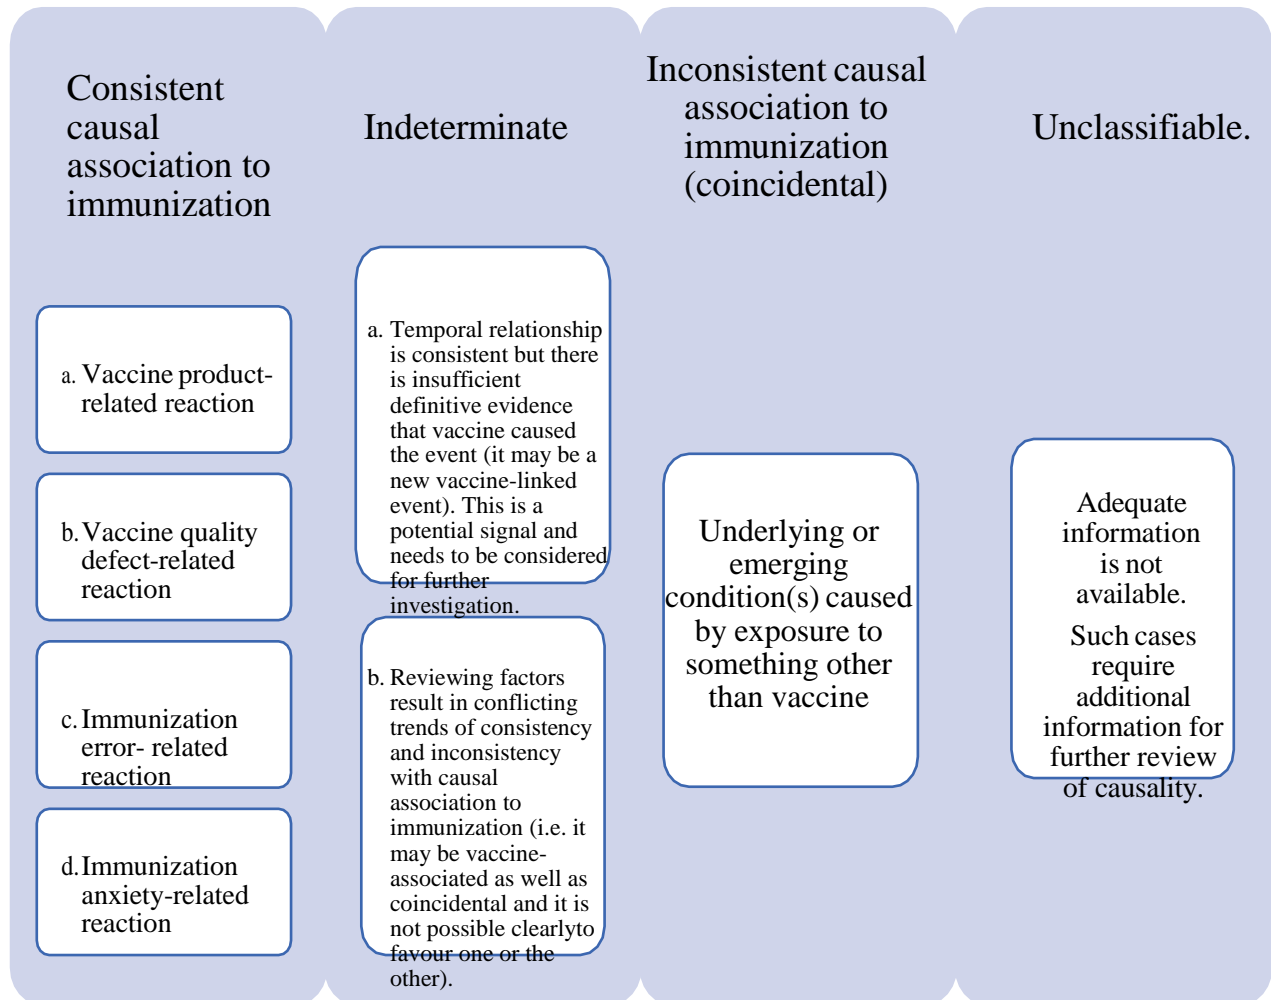 Consistent
causal
association to
immunization
a. Vaccine product-
related reaction
b. Vaccine quality
defect-related
reaction
c. Immunization
error- related
reaction
d. Immunization
anxiety-related
reaction
Indeterminate
a. Temporal relationship
is consistent but there
is insufficient
definitive evidence
that vaccine caused
the event (it may be a
new vaccine-linked
event). This is a
potential signal and
needs to be considered
for further
investigation.
b. Reviewing factors
result in conflicting
trends of consistency
and inconsistency
with causal
association to
immunization (i.e. it
may be vaccine-
associated as well as
coincidental and it is
not possible clearlyto
favour one or the
other).
Inconsistent causal
association to
immunization
(coincidental)
Underlying or
emerging
condition(s) caused
by exposure to
something other
than vaccine
Unclassifiable.
Adequate
information
is not
available.
Such cases
require
additional
information for
further review
of causality.